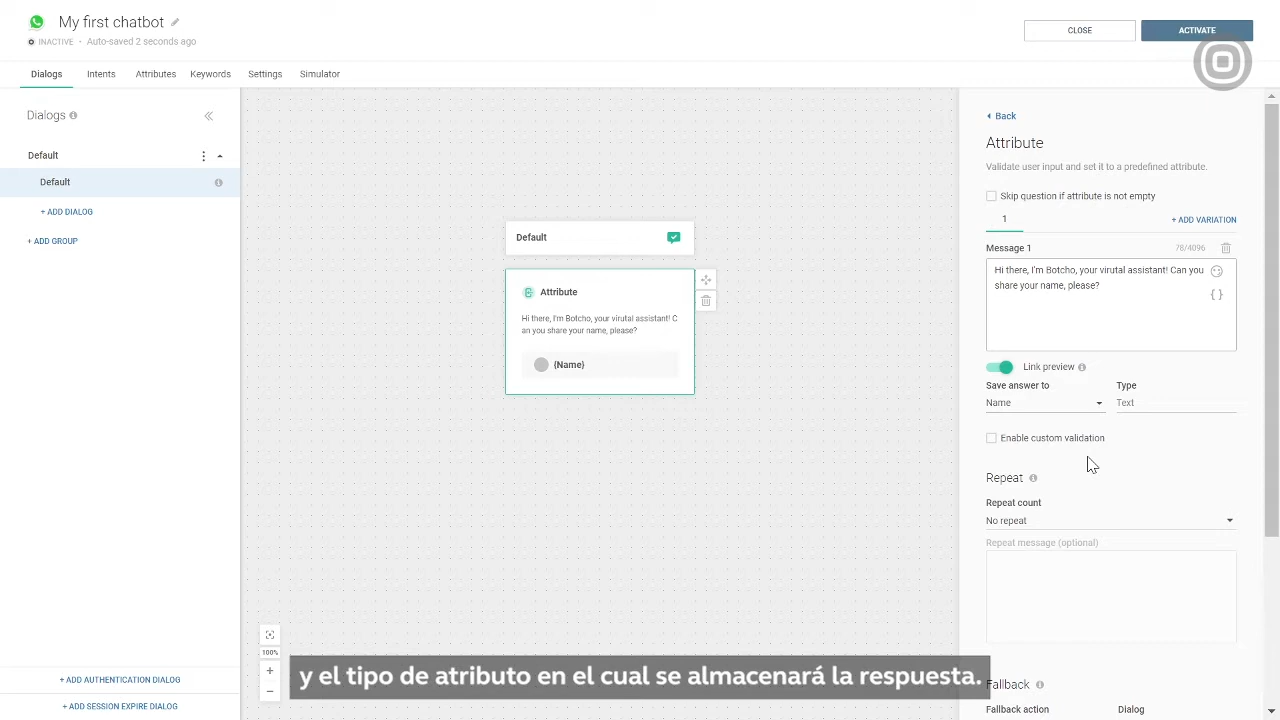 My first chatbot
INACTIVE - Auto-saved 2 seconds ago
CLOSE
ACTIVATE
Dialogs
Intents
Attributes
Keywords
Settings
Simulator
Dialogs
Default
Default
+ ADD DIALOG
+ ADD GROUP
+ ADD AUTHENTICATION DIALOG
+ ADD SESSION EXPIRE DIALOG
Default
Attribute
Hi there, I'm Botcho, your virutal assistant! C
an you share your name, please?
{Name}
100%
Back
Attribute
Validate user input and set it to a predefined attribute.
Skip question if attribute is not empty
1
+ ADD VARIATION
Message 1
78/4096
Hi there, I'm Botcho, your virutal assistant! Can you
share your name, please?
{ }
Link preview
Save answer to
Type
Name
Text
Enable custom validation
Repeat
Repeat count
No repeat
Repeat message (optional)
Fallback
Fallback action
Dialog
y el tipo de atributo en el cual se almacenará la respuesta.